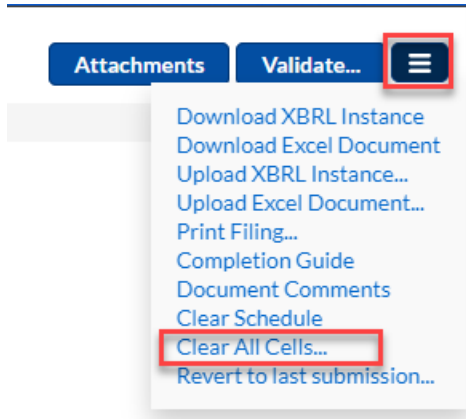 Attachments Validate...
Download XBRL Instance
Download Excel Document
Upload XBRL Instance...
Upload Excel Document...
Print Filing...
Completion Guide
Document Comments
Clear Schedule
Clear All Cells...
Revert to last submission...